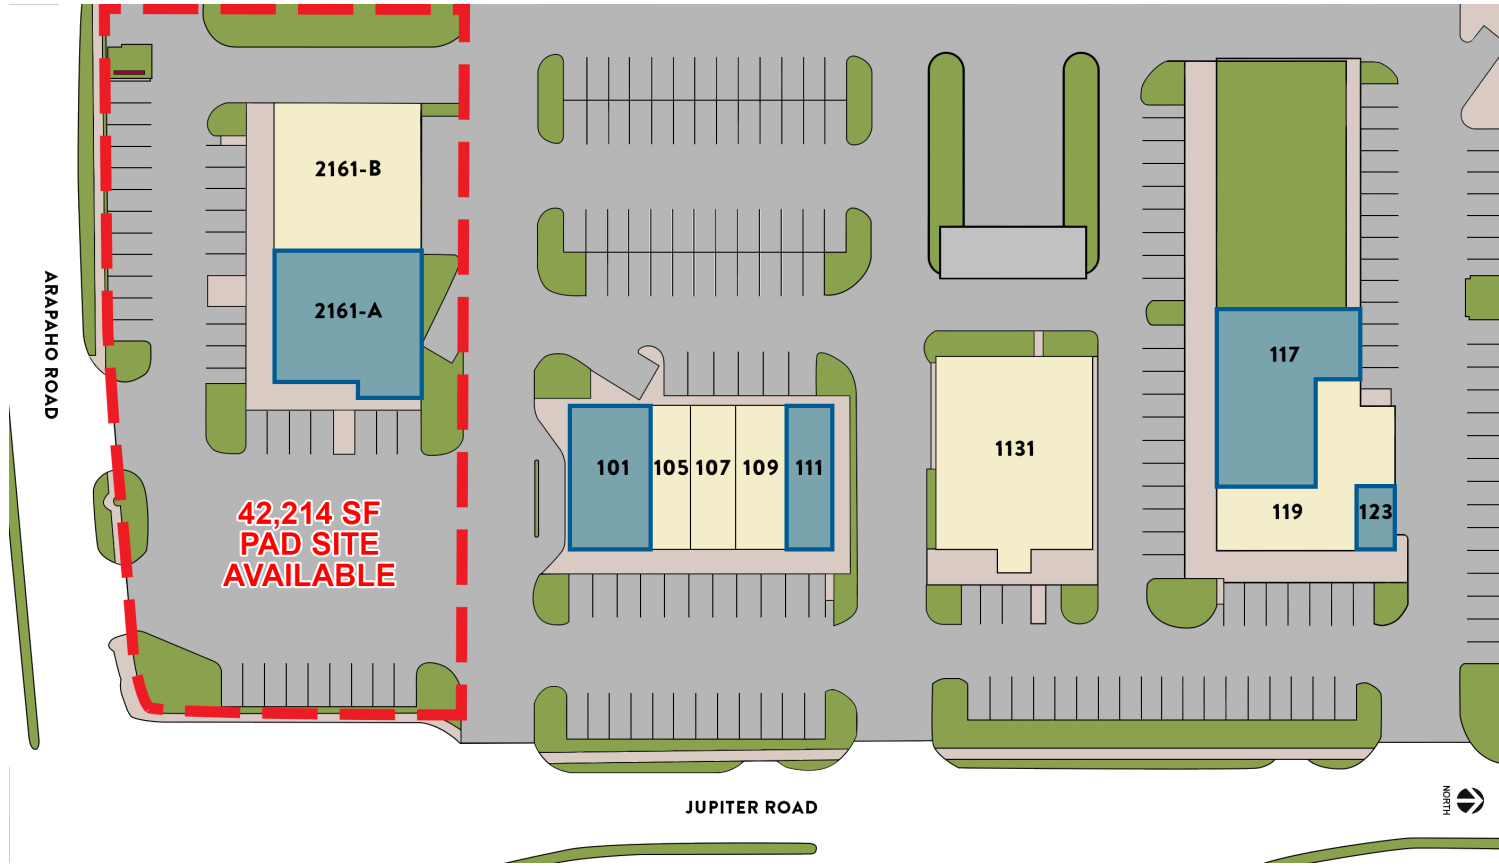 2161-B
2161-A
ARAPAHO ROAD
117
101
105
107
109
111
1131
119
123
42,214 SF
PAD SITE
AVAILABLE
JUPITER ROAD
NORTH